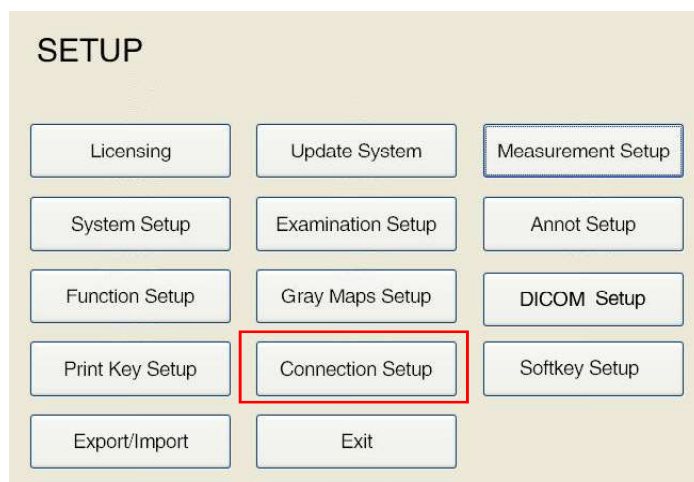 SETUP
Licensing Update System Measurement Setup
System Setup Examination Setup Annot Setup
Function Setup Gray Maps Setup DICOM Setup
Print Key Setup Connection Setup Softkey Setup
Export/Import Exit